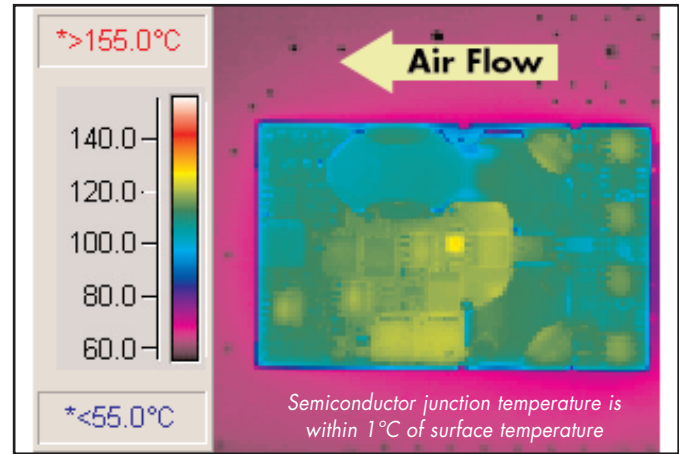 *>155.0°C
140.0
120.0
100.0
80.0
60.0
*<55.0°C
Air Flow
Semiconductor junction temperature is
within 1°C of surface temperature